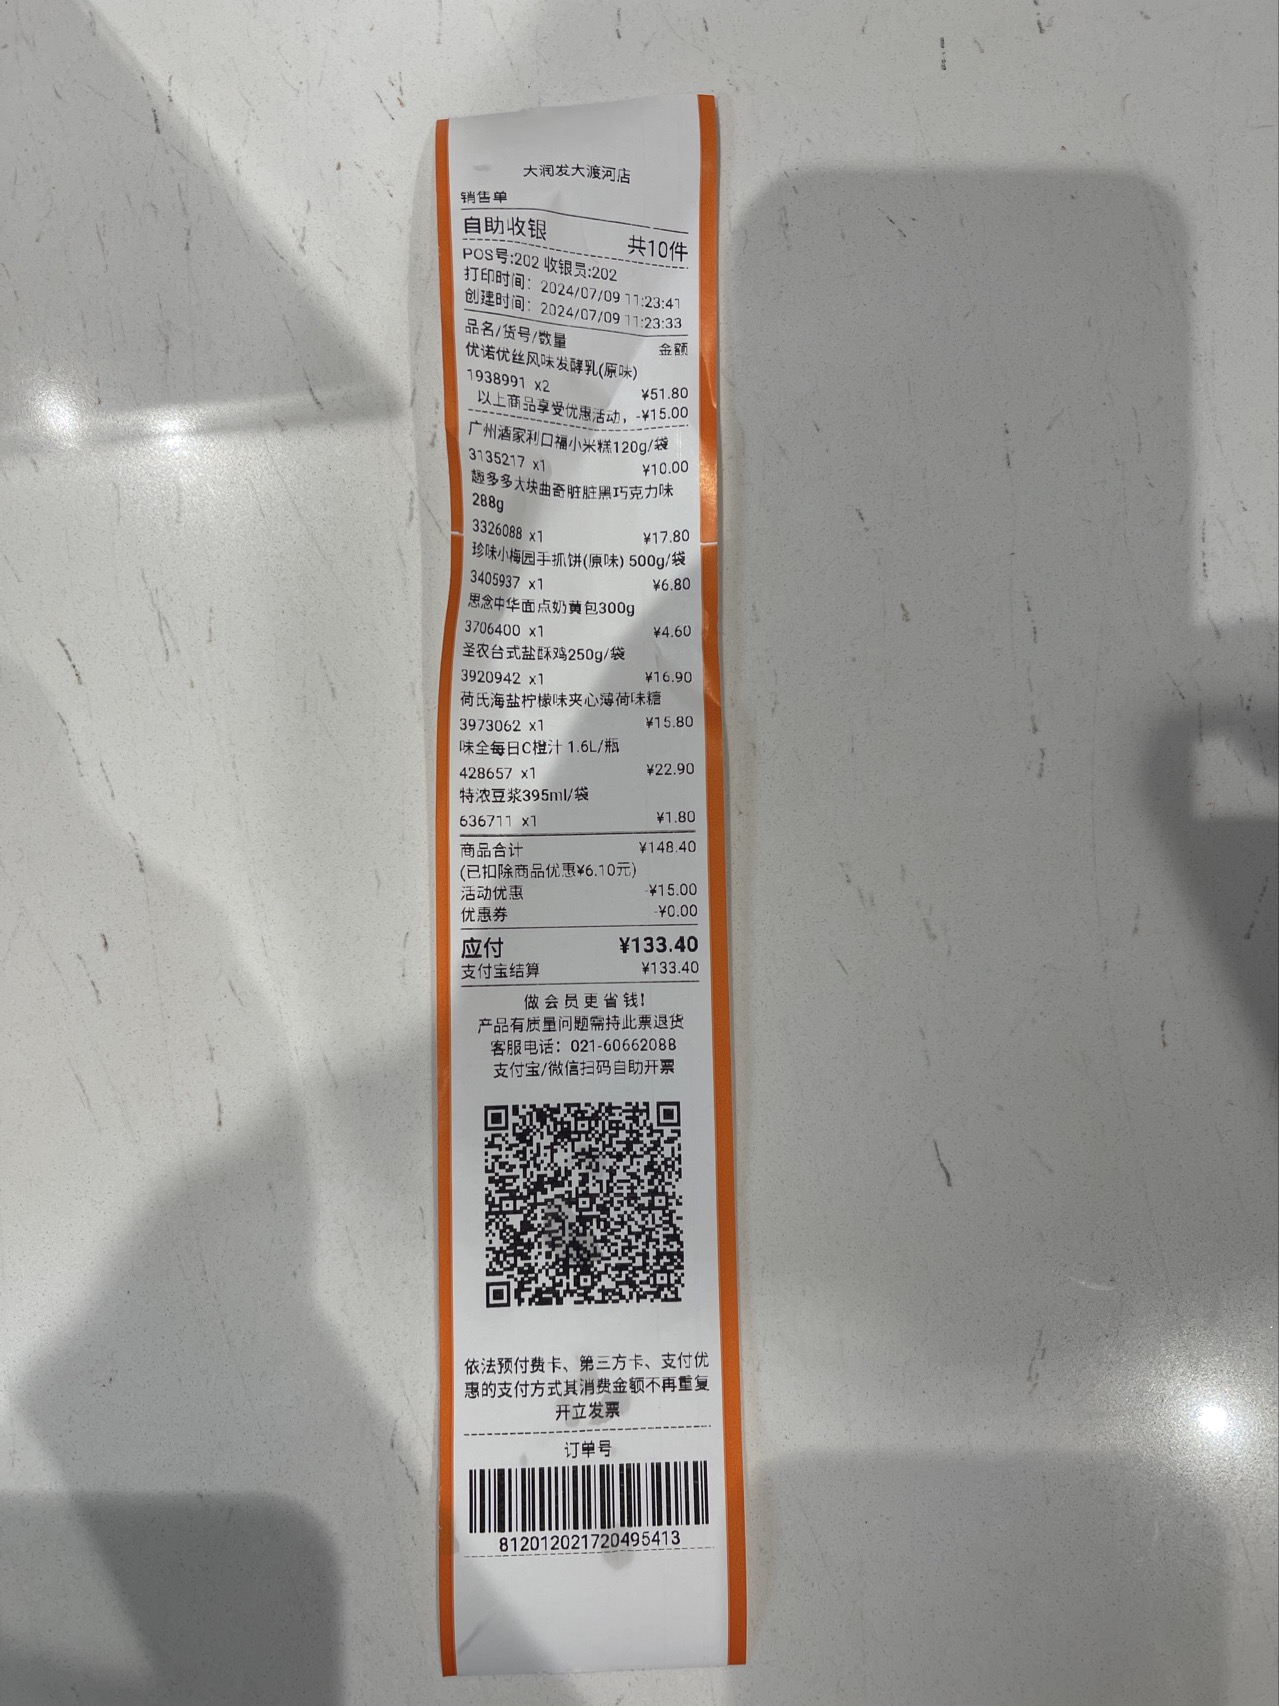 大润发大渡河店
销售单
自助收银 共10件
POS号:202 收银员:202
打印时间：2024/07/09 11:23:41
创建时间：2024/07/09 11:23:33
品名/货号/数量 金额
优诺优丝风味发酵乳(原味)
1938991 x2 ¥51.80
以上商品享受优惠活动，-¥15.00
广州酒家利口福小米糕120g/袋
3135217 x1 ¥10.00
趣多多大块曲奇脏脏黑巧克力味
288g
3326088 x1 ¥17.80
珍味小梅园手抓饼(原味) 500g/袋
3405937 x1 ¥6.80
思念中华面点奶黄包300g
3706400 x1 ¥4.60
圣农台式盐酥鸡250g/袋
3920942 x1 ¥16.90
荷氏海盐柠檬味夹心薄荷味糖
3973062 x1 ¥15.80
味全每日C橙汁 1.6L/瓶
428657 x1 ¥22.90
特浓豆浆395ml/袋
636711 x1 ¥1.80
商品合计 ¥148.40
(已扣除商品优惠¥6.10元)
活动优惠 -¥15.00
优惠券 -¥0.00
应付 ¥133.40
支付宝结算 ¥133.40
做会员更省钱!
产品有质量问题需持此票退货
客服电话：021-60662088
支付宝/微信扫码自助开票
依法预付费卡、第三方卡、支付优
惠的支付方式其消费金额不再重复
开立发票
订单号
812012021720495413